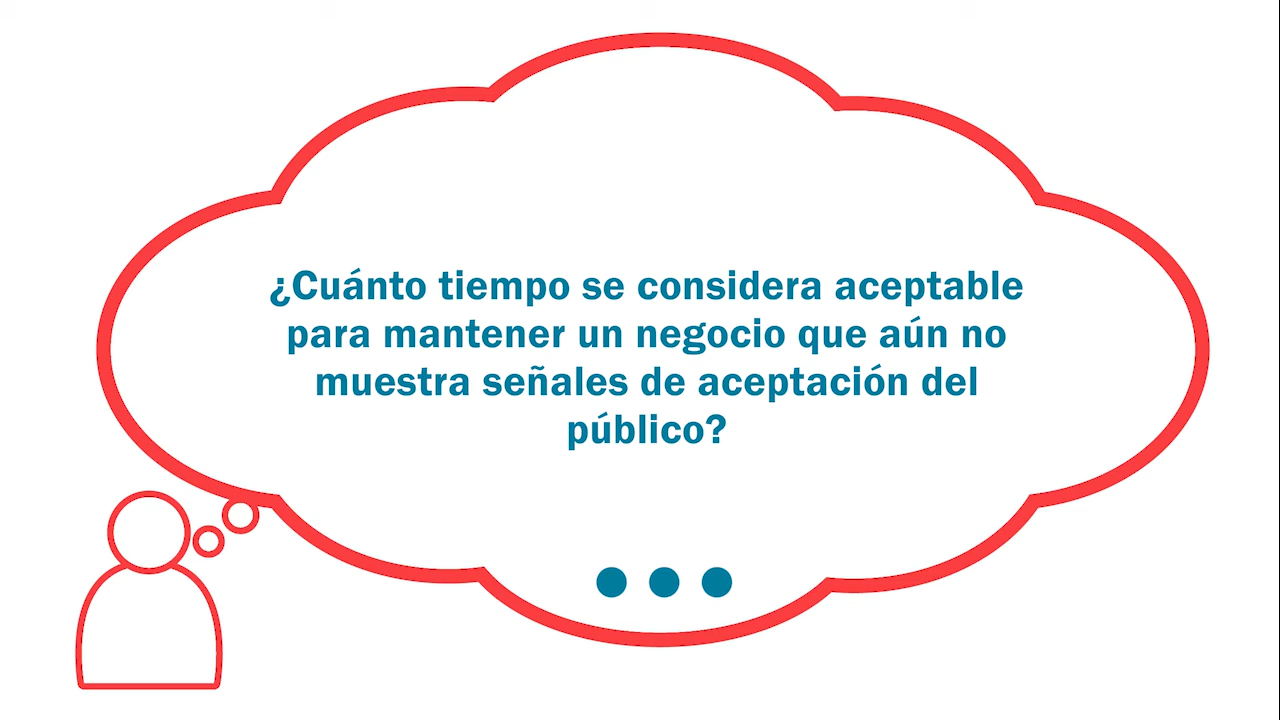 ¿Cuánto tiempo se considera aceptable
para mantener un negocio que aún no
muestra señales de aceptación del
público?